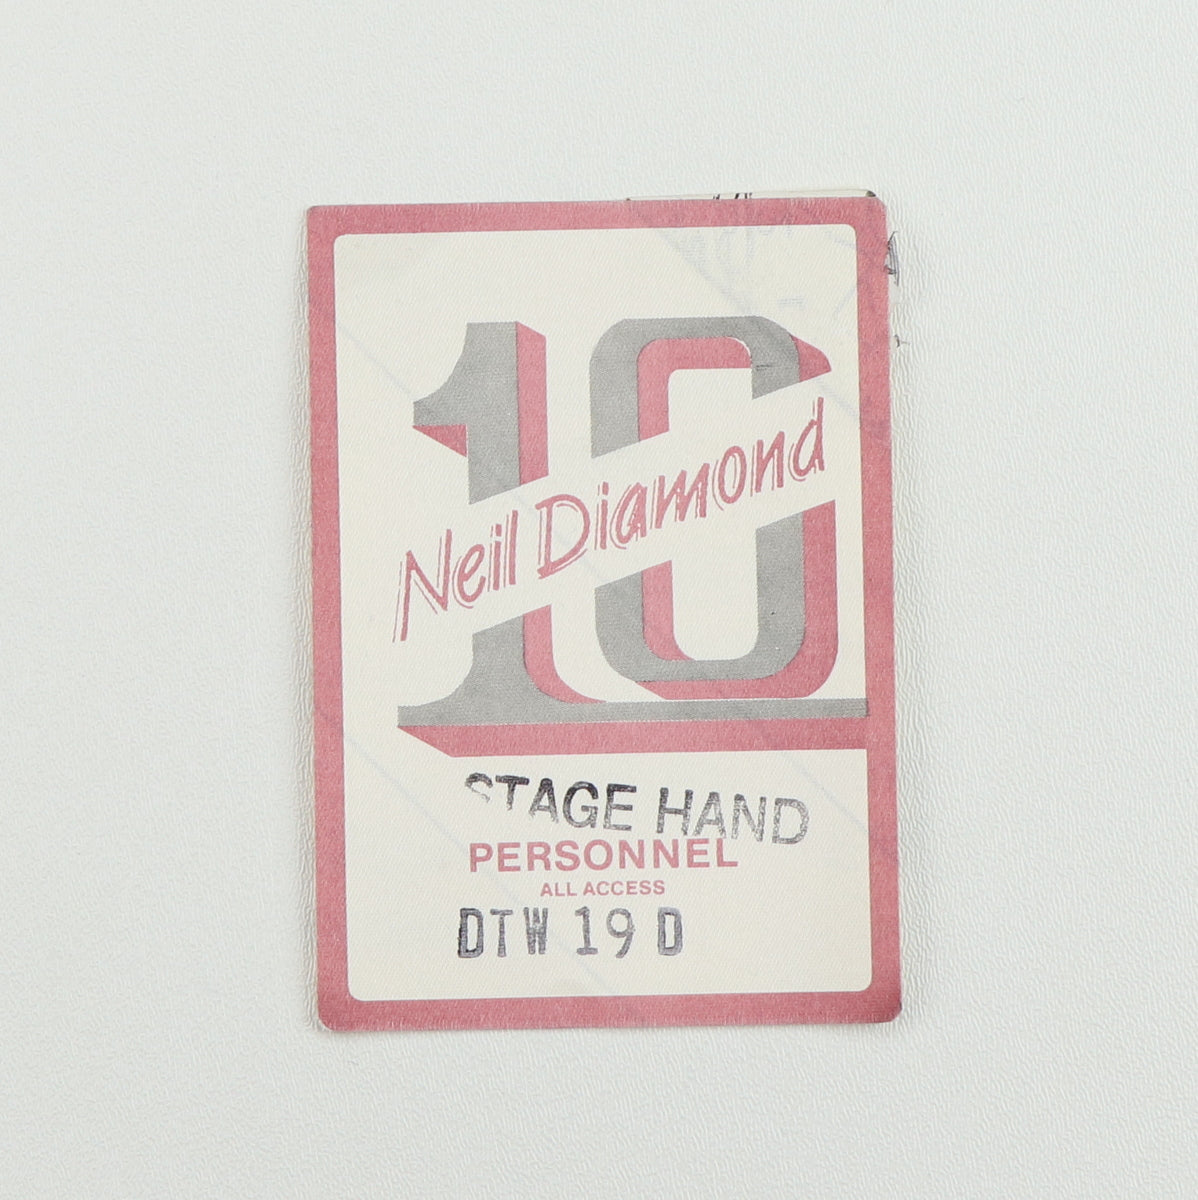 10
Neil Diamond
STAGE HAND
PERSONNEL
ALL ACCESS
DTW 19 D